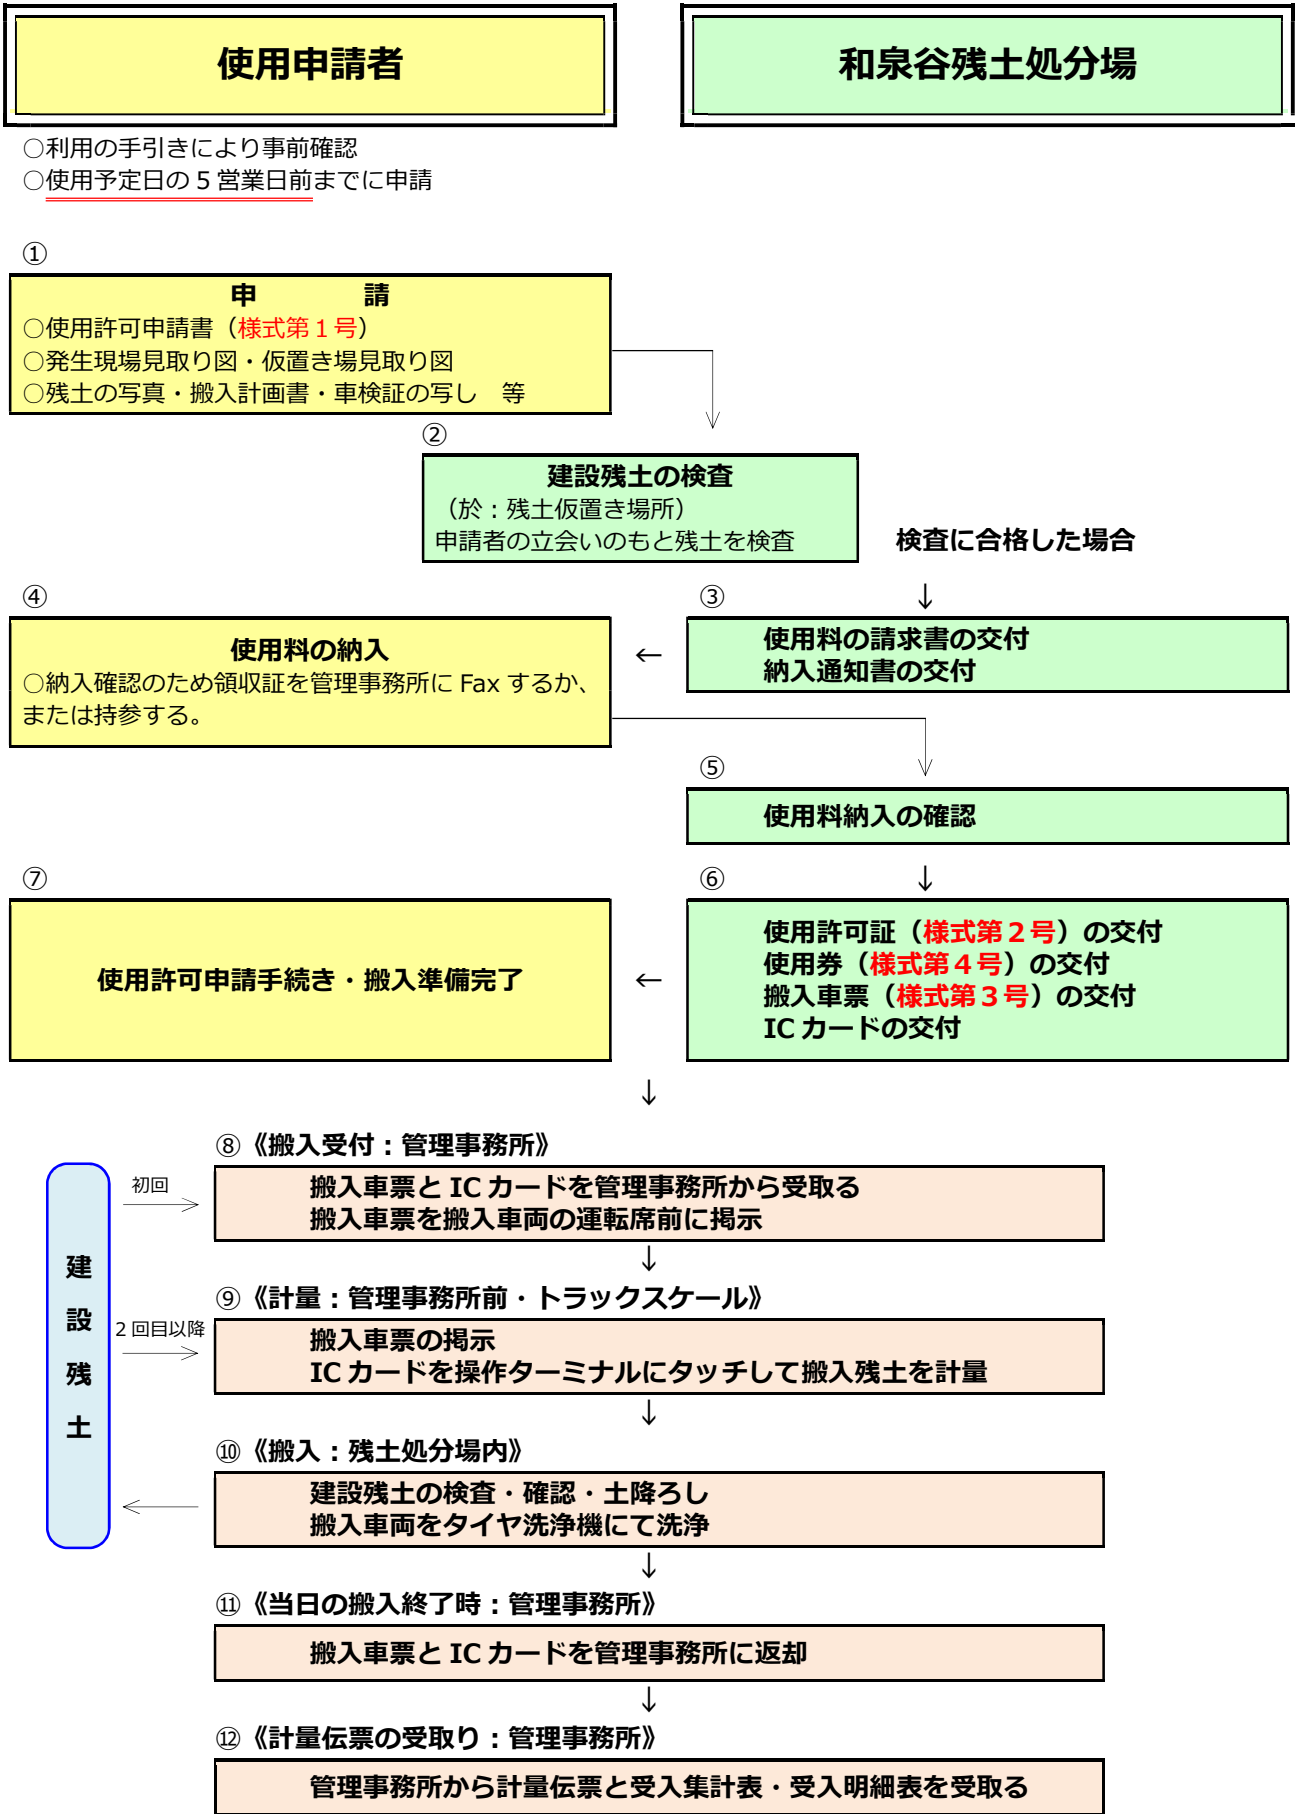 使用申請者
和泉谷残土処分場
○利用の手引きにより事前確認
○使用予定日の5営業日前までに申請
①
申　　　請
○使用許可申請書（様式第１号）
○発生現場見取り図・仮置き場見取り図
○残土の写真・搬入計画書・車検証の写し　等
②
建設残土の検査
（於：残土仮置き場所）
申請者の立会いのもと残土を検査
検査に合格した場合
↓
③
使用料の請求書の交付
納入通知書の交付
←
④
使用料の納入
○納入確認のため領収証を管理事務所に Fax するか、
または持参する。
⑤
使用料納入の確認
↓
⑥
使用許可証（様式第２号）の交付
使用券（様式第４号）の交付
搬入車票（様式第３号）の交付
IC カードの交付
←
⑦
使用許可申請手続き・搬入準備完了
↓
⑧《搬入受付：管理事務所》
搬入車票と IC カードを管理事務所から受取る
搬入車票を搬入車両の運転席前に掲示
初回
建設残土
↓
⑨《計量：管理事務所前・トラックスケール》
2 回目以降
搬入車票の掲示
IC カードを操作ターミナルにタッチして搬入残土を計量
↓
⑩《搬入：残土処分場内》
建設残土の検査・確認・土降ろし
搬入車両をタイヤ洗浄機にて洗浄
↓
⑪《当日の搬入終了時：管理事務所》
搬入車票と IC カードを管理事務所に返却
↓
⑫《計量伝票の受取り：管理事務所》
管理事務所から計量伝票と受入集計表・受入明細表を受取る